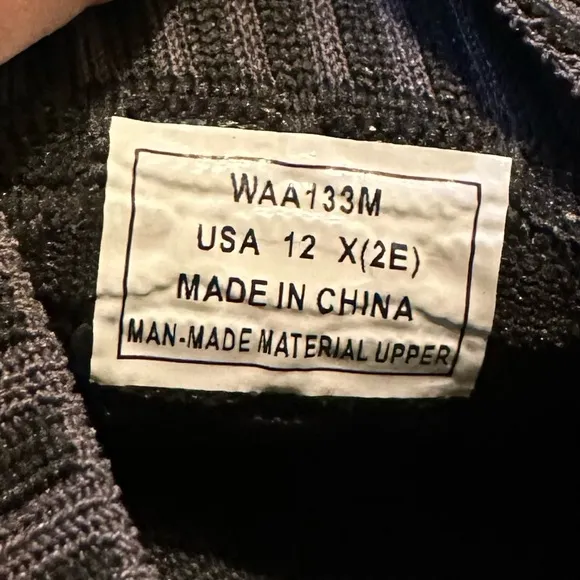 WAA133M
USA 12 X(2E)
MADE IN CHINA
MAN-MADE MATERIAL UPPER